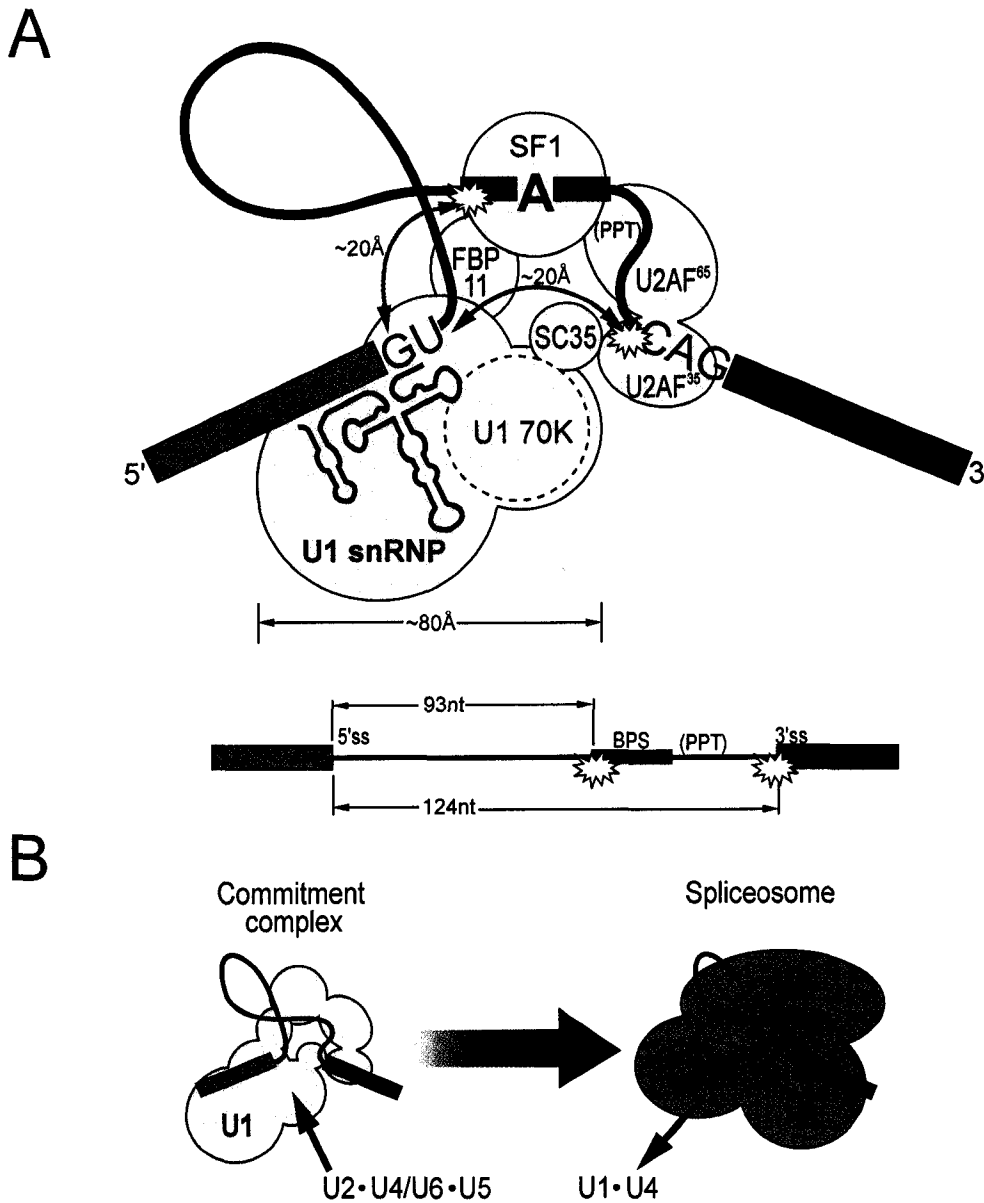 A
SF1
A
(PPT)
~20Å
FBP
11
~20Å
U2AF65
GU
SC35
CAG
U2AF35
U1 70K
5'
3
U1 snRNP
~80Å
93nt
5'ss
BPS
(PPT)
3'ss
124nt
B
Commitment
complex
Spliceosome
U1
U2•U4/U6•U5
U1•U4